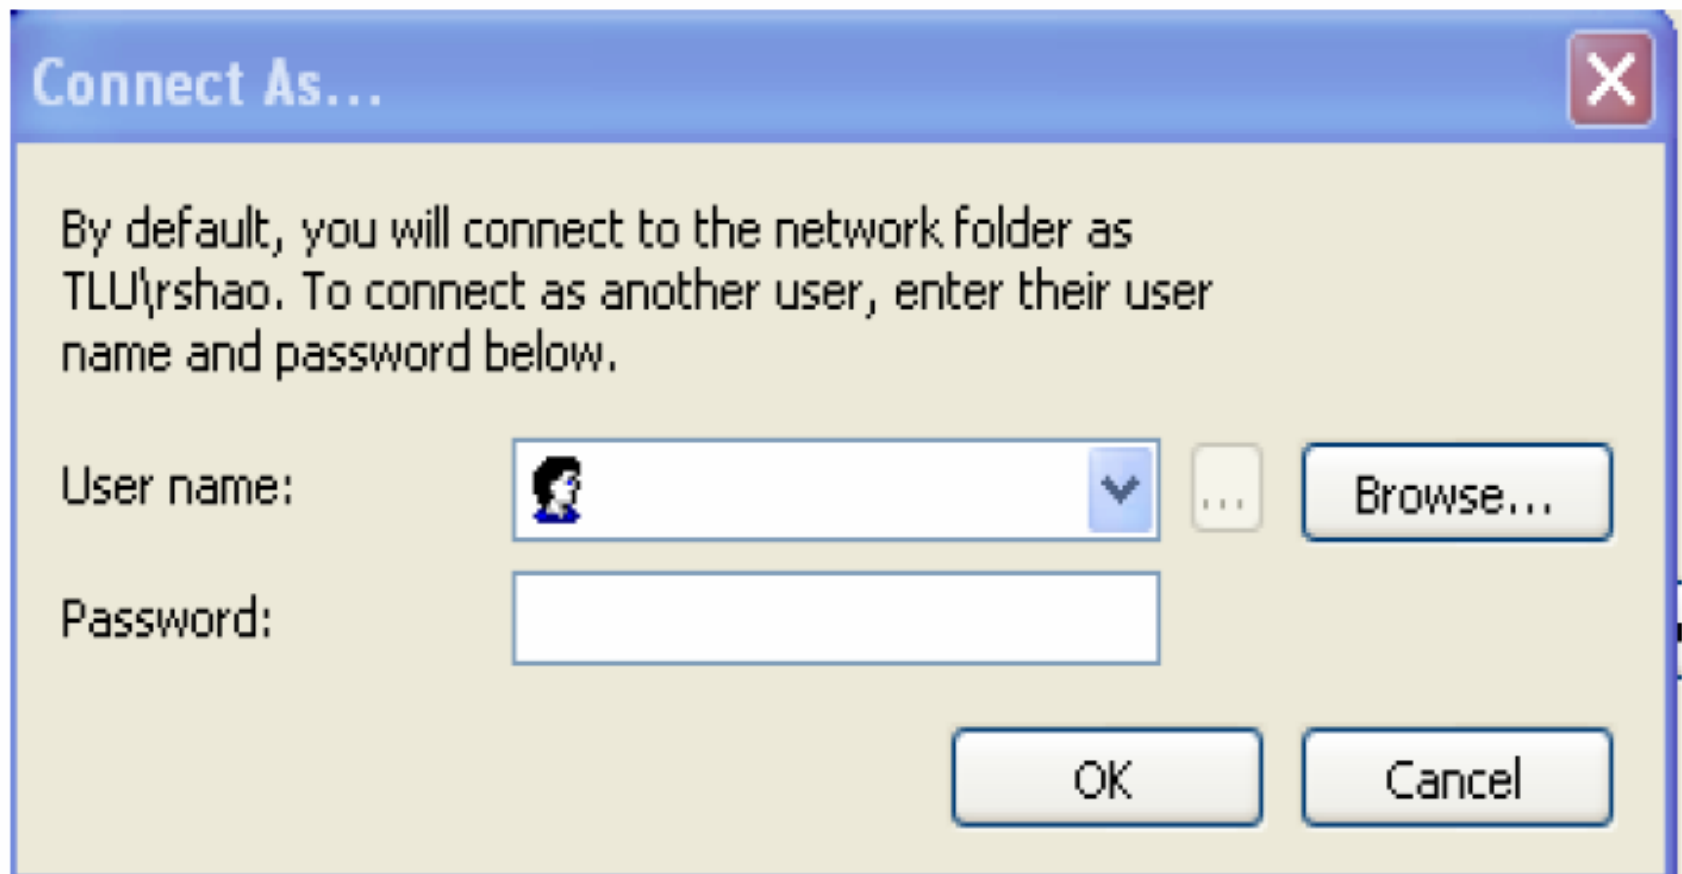 Connect As...
By default, you will connect to the network folder as
TLU\rshao. To connect as another user, enter their user
name and password below.
User name:
...
Browse...
Password:
OK
Cancel